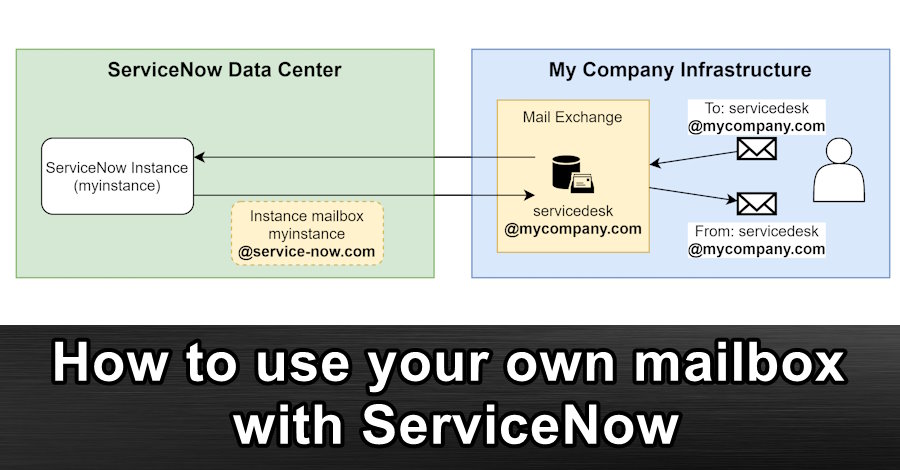 ServiceNow Data Center
My Company Infrastructure
ServiceNow Instance
(myinstance)
Instance mailbox
myinstance
@service-now.com
Mail Exchange
servicedesk
@mycompany.com
To: servicedesk
@mycompany.com
From: servicedesk
@mycompany.com
How to use your own mailbox
with ServiceNow